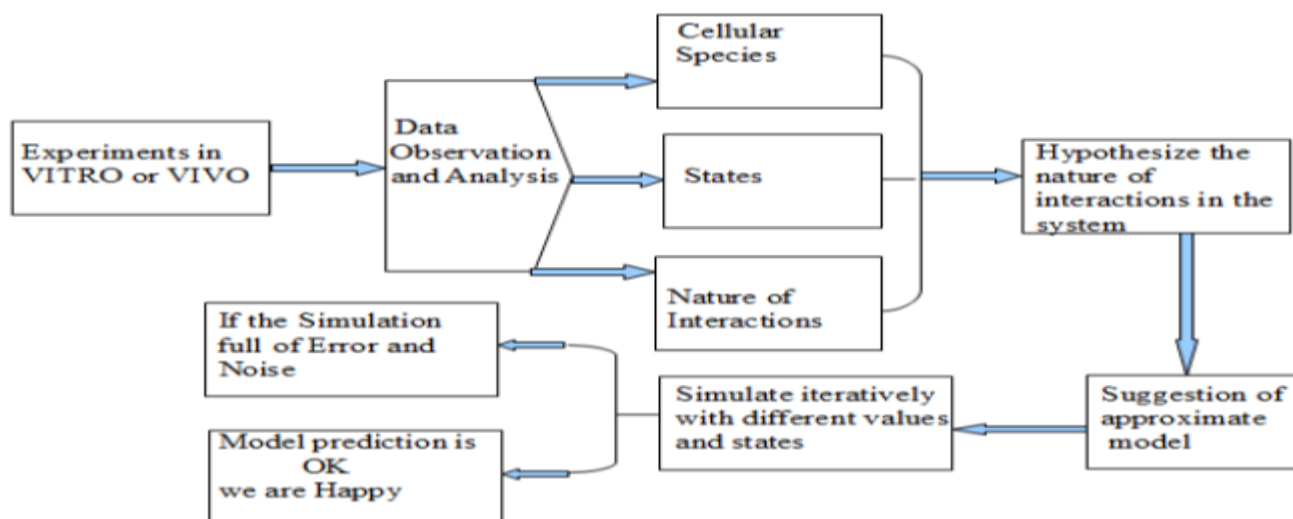 Experiments in
VITRO or VIVO
Data
Observation
and Analysis
Cellular
Species
States
Nature of
Interactions
Hypothesize the
nature of
interactions in the
system
Suggestion of
approximate
model
Simulate iteratively
with different values
and states
If the Simulation
full of Error and
Noise
Model prediction is
OK
we are Happy